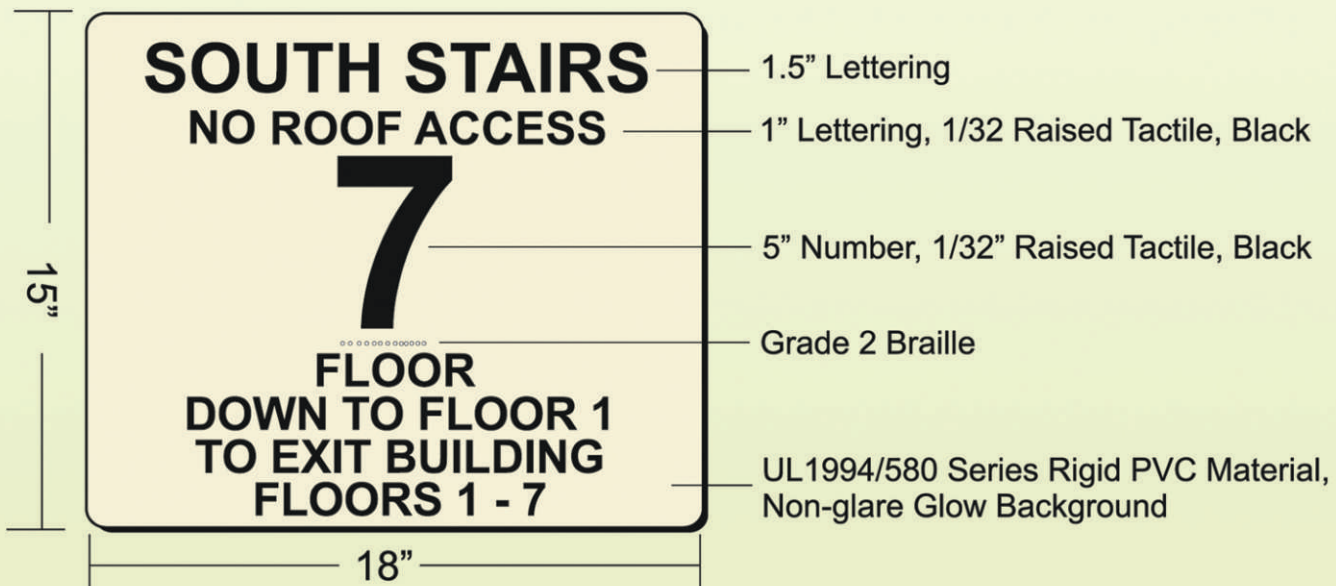 SOUTH STAIRS
NO ROOF ACCESS
7
FLOOR
DOWN TO FLOOR 1
TO EXIT BUILDING
FLOORS 1 - 7
15”
18”
1.5” Lettering
1” Lettering, 1/32 Raised Tactile, Black
5” Number, 1/32” Raised Tactile, Black
Grade 2 Braille
UL1994/580 Series Rigid PVC Material,
Non-glare Glow Background